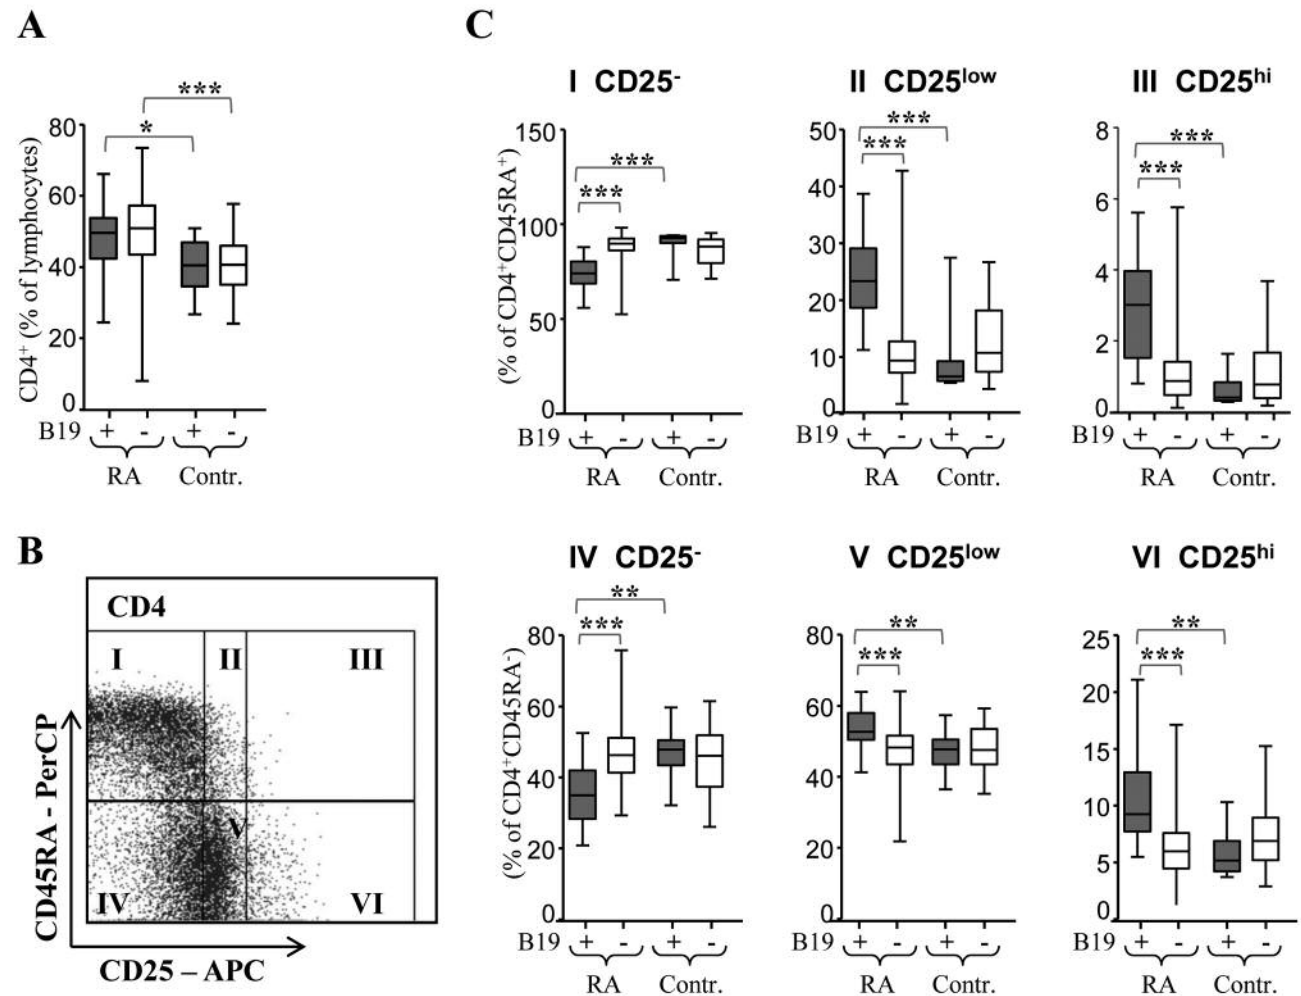 A
***
*
80
60
40
20
0
CD4⁺ (% of lymphocytes)
B19 + - + -
RA Contr.
B
CD4
I II III
V
IV VI
CD45RA - PerCP
CD25 – APC
C
I CD25⁻
***
***
150
100
50
0
(% of CD4⁺CD45RA⁺)
B19 + - + -
RA Contr.
II CD25ˡᵒʷ
***
***
50
40
30
20
10
0
B19 + - + -
RA Contr.
III CD25ʰⁱ
***
***
8
6
4
2
0
B19 + - + -
RA Contr.
IV CD25⁻
**
***
80
60
40
20
0
(% of CD4⁺CD45RA⁻)
B19 + - + -
RA Contr.
V CD25ˡᵒʷ
**
***
80
60
40
20
0
B19 + - + -
RA Contr.
VI CD25ʰⁱ
**
***
25
20
15
10
5
0
B19 + - + -
RA Contr.